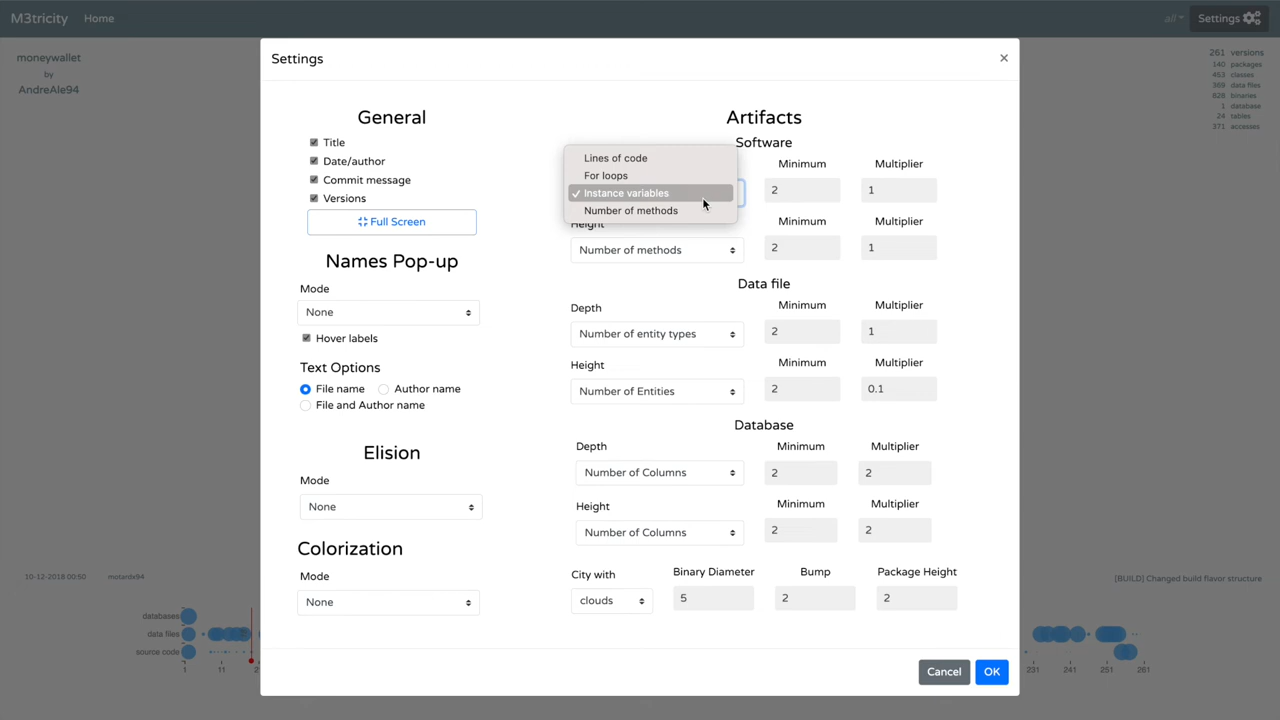 M3tricity Home all Settings
moneywallet
by
AndreAle94
261 versions
140 packages
453 classes
369 data files
828 binaries
1 database
24 tables
371 accesses
Settings ×
General
Title
Date/author
Commit message
Versions
Full Screen
Names Pop-up
Mode
None
Hover labels
Text Options
File name Author name
File and Author name
Elision
Mode
None
Colorization
Mode
None
Artifacts
Software
Lines of code
For loops
✓ Instance variables
Number of methods
Minimum Multiplier
2 1
Height Minimum Multiplier
Number of methods 2 1
Data file
Depth Minimum Multiplier
Number of entity types 2 1
Height Minimum Multiplier
Number of Entities 2 0.1
Database
Depth Minimum Multiplier
Number of Columns 2 2
Height Minimum Multiplier
Number of Columns 2 2
City with Binary Diameter Bump Package Height
clouds 5 2 2
Cancel OK
10-12-2018 00:50 motardx94
[BUILD] Changed build flavor structure
databases
data files
source code
1 11 2 231 241 251 261